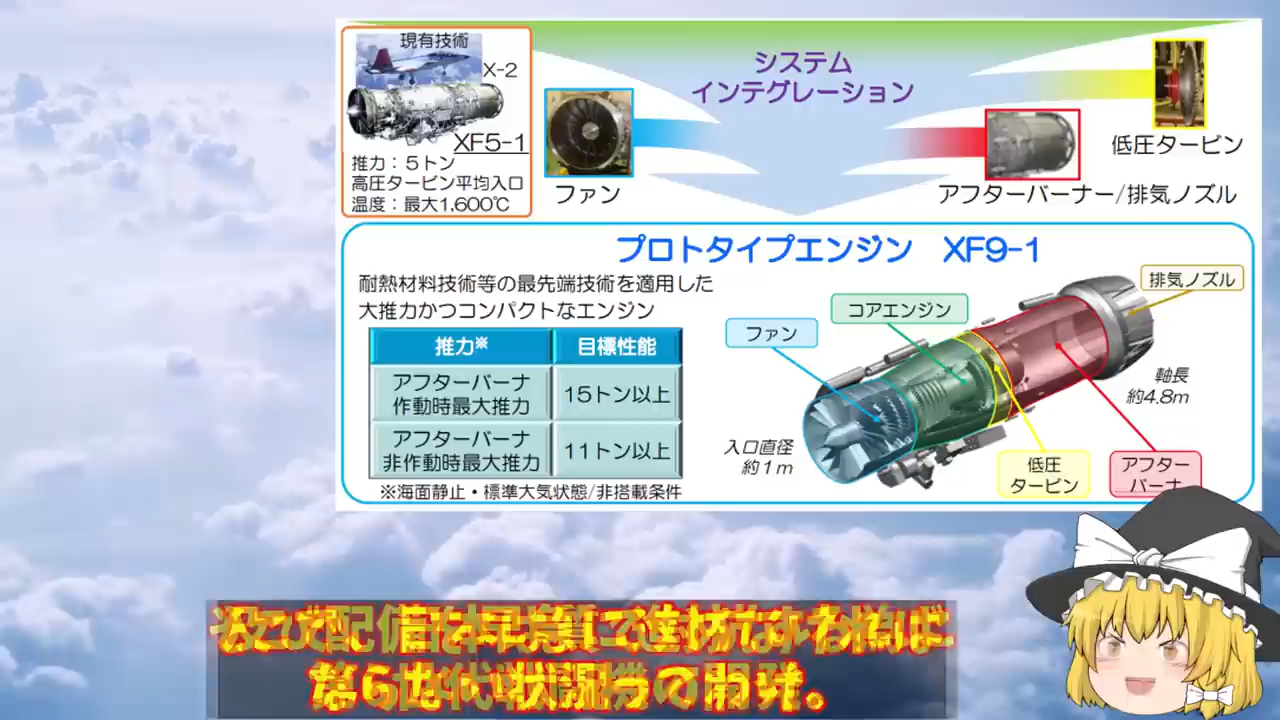 現有技術
X-2
XF5-1
推力：５トン
高圧タービン平均入口
温度：最大1,600℃
システム
インテグレーション
ファン
アフターバーナー/排気ノズル
低圧タービン
プロトタイプエンジン　XF9-1
耐熱材料技術等の最先端技術を適用した
大推力かつコンパクトなエンジン
推力※ 目標性能
アフターバーナ
作動時最大推力
15トン以上
アフターバーナ
非作動時最大推力
11トン以上
※海面静止・標準大気状態/非搭載条件
排気ノズル
コアエンジン
ファン
軸長
約4.8m
入口直径
約１ｍ
低圧
タービン
アフター
バーナ